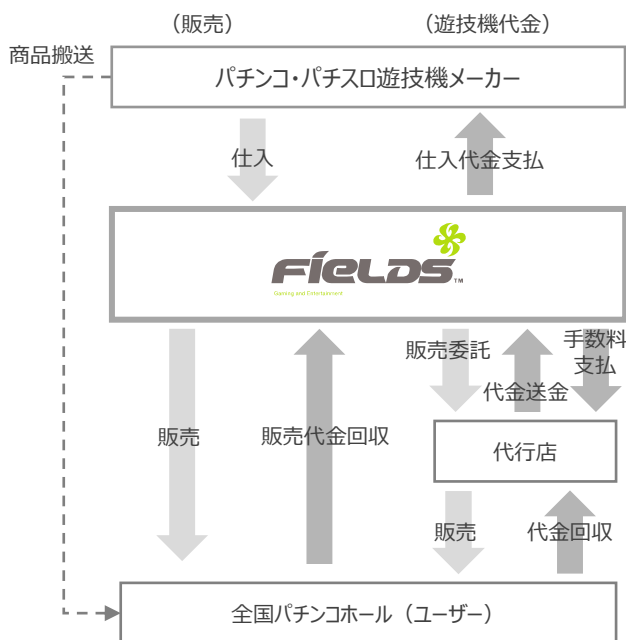 （販売）
（遊技機代金）
商品搬送
パチンコ・パチスロ遊技機メーカー
仕入
仕入代金支払
FIELDS™
Gaming and Entertainment
販売委託
手数料
支払
代金送金
販売
販売代金回収
代行店
販売
代金回収
全国パチンコホール（ユーザー）